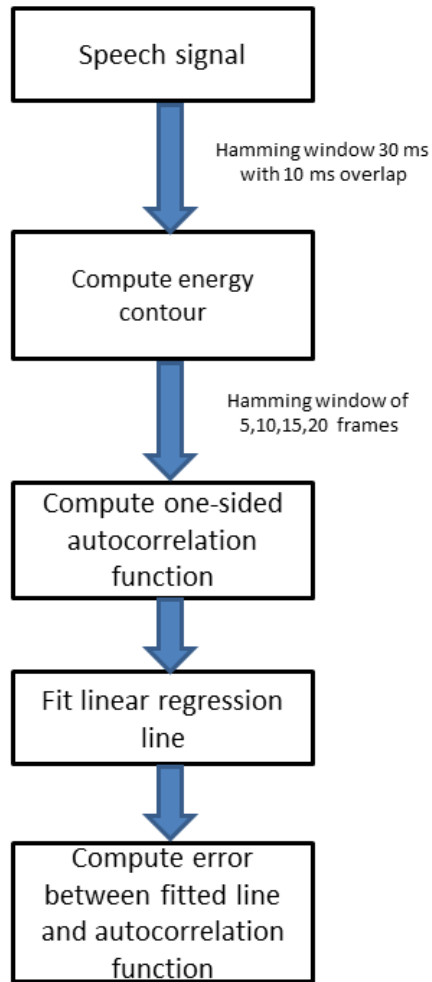 Speech signal
Hamming window 30 ms
with 10 ms overlap
Compute energy
contour
Hamming window of
5,10,15,20 frames
Compute one-sided
autocorrelation
function
Fit linear regression
line
Compute error
between fitted line
and autocorrelation
function